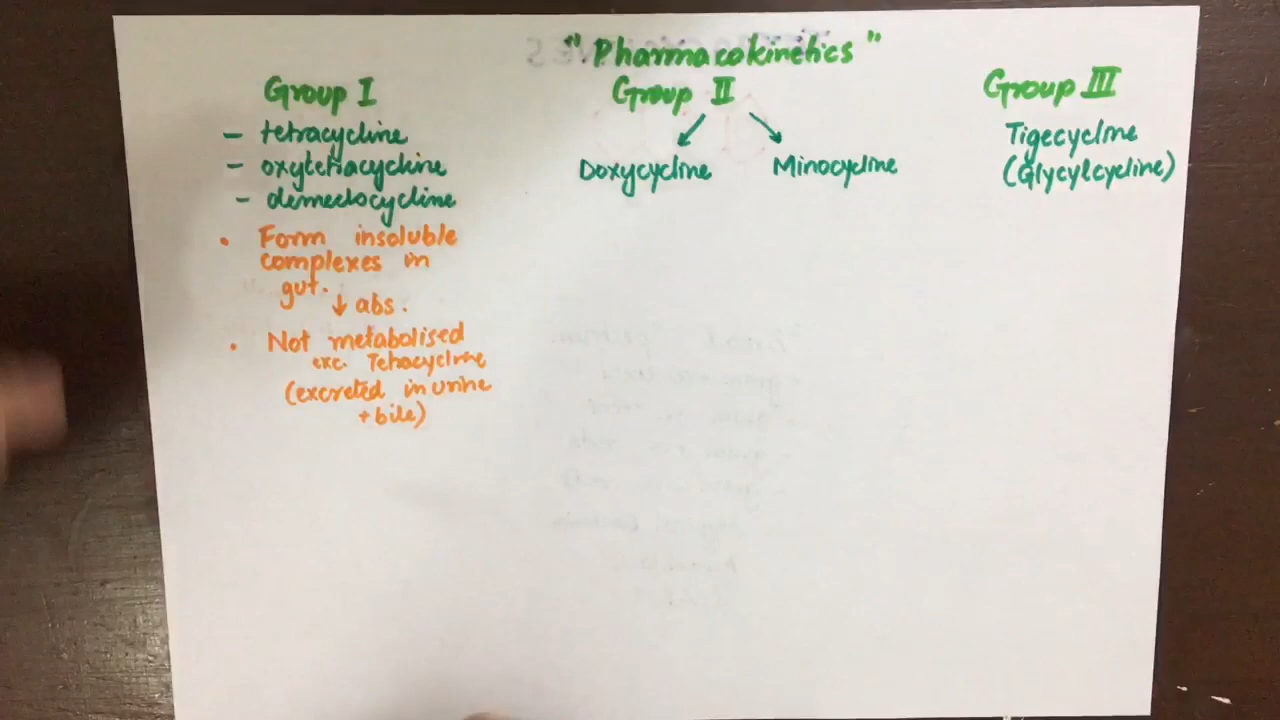 "Pharmacokinetics"
Group I
- tetracycline
- oxytetracycline
- demeclocycline
• Form insoluble
complexes in
gut.
↓ abs.
• Not metabolised
exc. Tetracycline
(excreted in urine
+ bile)
Group II
Doxycycline
Minocycline
Group III
Tigecycline
(Glycylcycline)